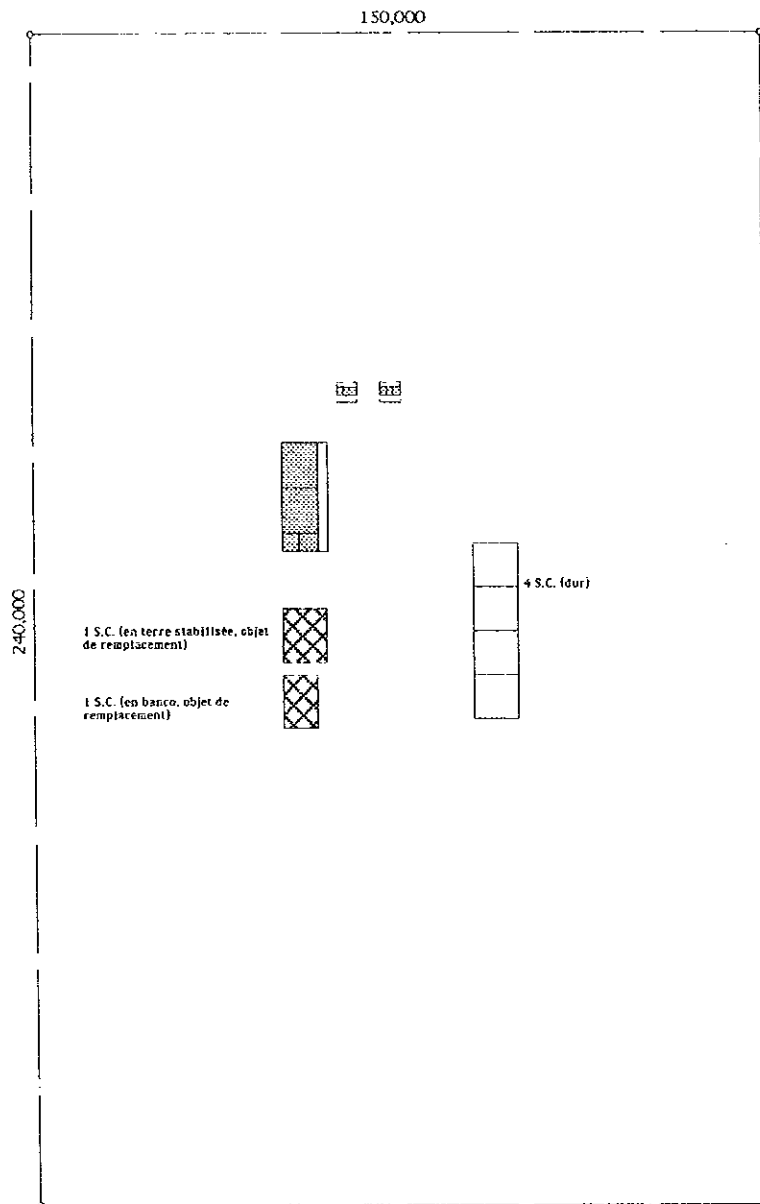 150,000
240,000
4 S.C. (dur)
1 S.C. (en terre stabilisée, objet
de remplacement)
1 S.C. (en banco, objet de
remplacement)